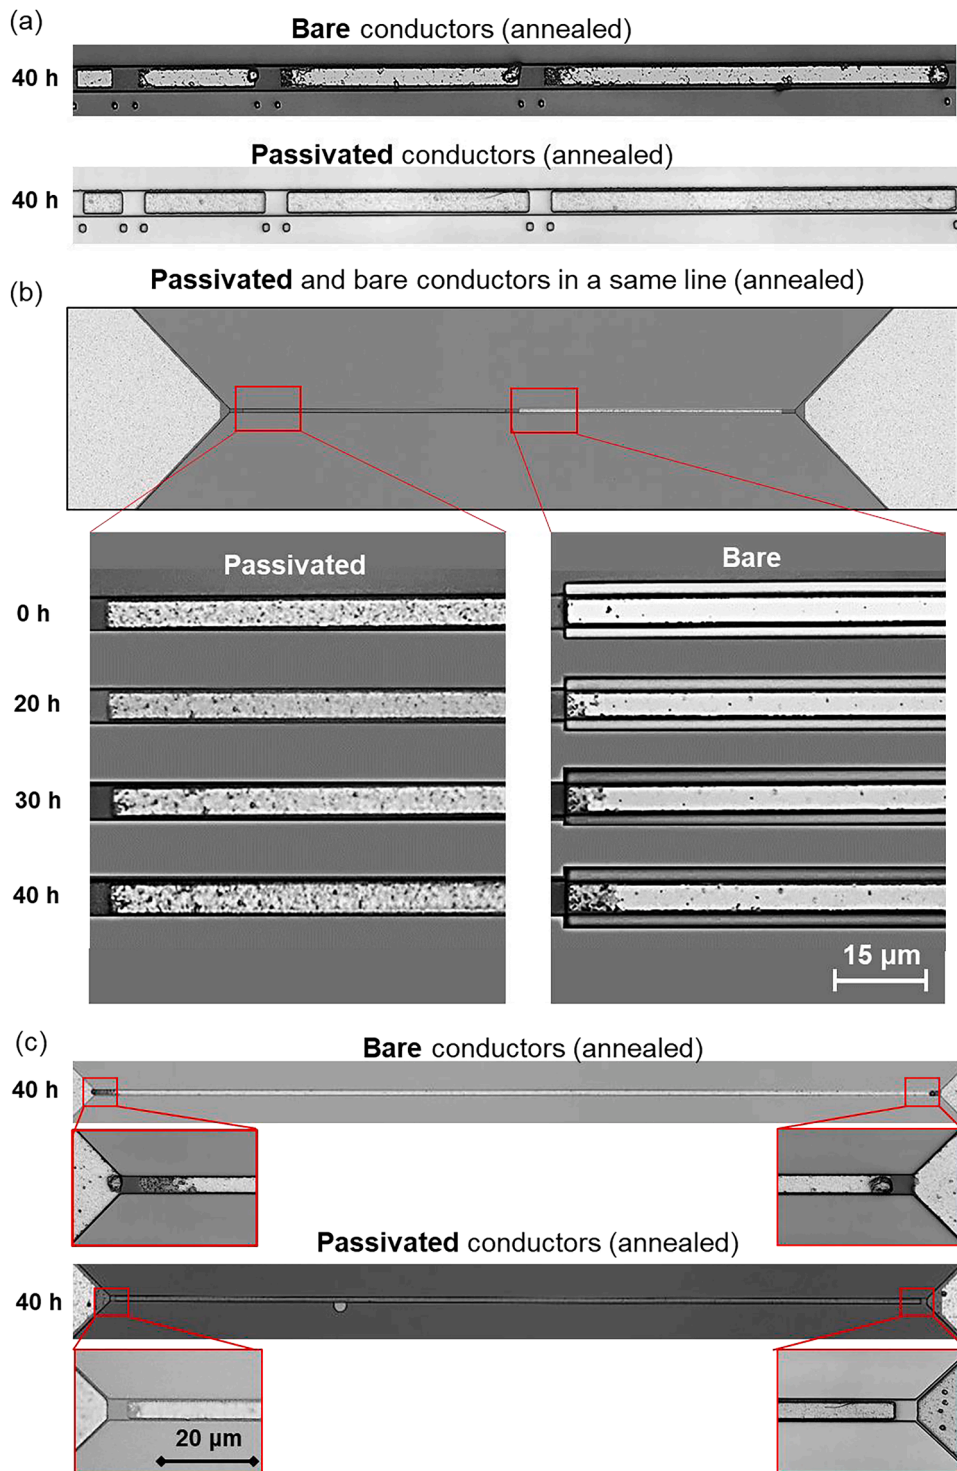 (a)
Bare conductors (annealed)
40 h
Passivated conductors (annealed)
40 h
(b)
Passivated and bare conductors in a same line (annealed)
Passivated
Bare
0 h
20 h
30 h
40 h
15 µm
(c)
Bare conductors (annealed)
40 h
Passivated conductors (annealed)
40 h
20 µm